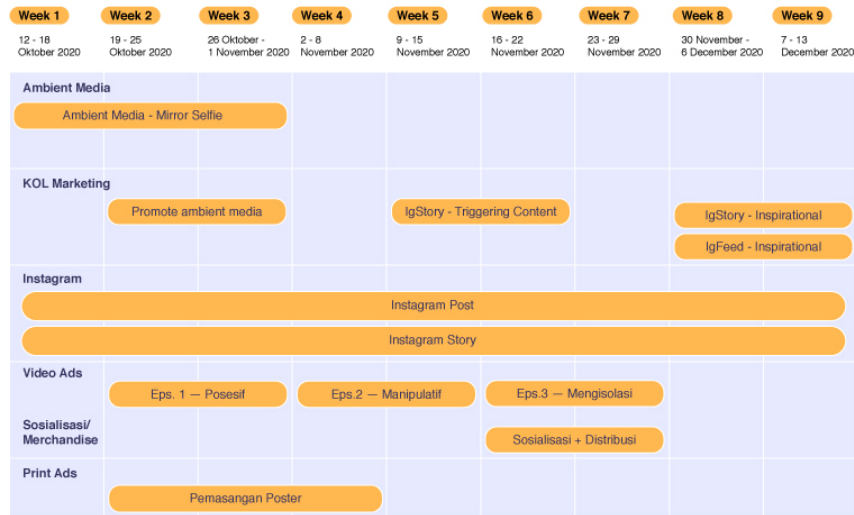 Week 1 Week 2 Week 3 Week 4 Week 5 Week 6 Week 7 Week 8 Week 9
12 - 18 19 - 25 26 Oktober - 2 - 8 9 - 15 16 - 22 23 - 29 30 November - 7 - 13
Oktober 2020 Oktober 2020 1 November 2020 November 2020 November 2020 November 2020 November 2020 6 December 2020 December 2020
Ambient Media
Ambient Media - Mirror Selfie
KOL Marketing
Promote ambient media IgStory - Triggering Content IgStory - Inspirational
IgFeed - Inspirational
Instagram
Instagram Post
Instagram Story
Video Ads
Eps. 1 — Posesif Eps.2 — Manipulatif Eps.3 — Mengisolasi
Sosialisasi/
Merchandise
Sosialisasi + Distribusi
Print Ads
Pemasangan Poster